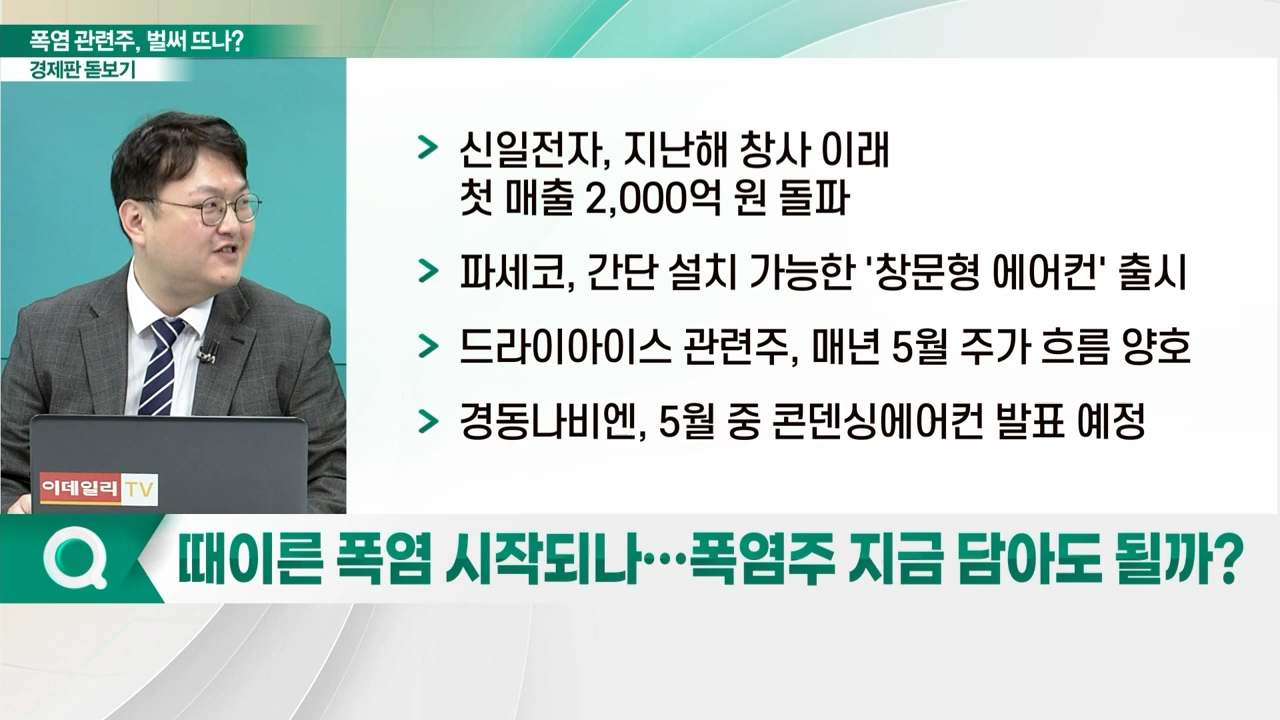 폭염 관련주, 벌써 뜨나?
경제판 돋보기
> 신일전자, 지난해 창사 이래
첫 매출 2,000억 원 돌파
> 파세코, 간단 설치 가능한 '창문형 에어컨' 출시
> 드라이아이스 관련주, 매년 5월 주가 흐름 양호
> 경동나비엔, 5월 중 콘덴싱에어컨 발표 예정
이데일리 TV
때이른 폭염 시작되나…폭염주 지금 담아도 될까?